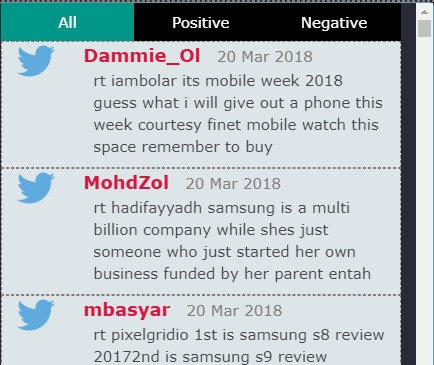 All Positive Negative
Dammie_Ol 20 Mar 2018
rt iambolar its mobile week 2018
guess what i will give out a phone this
week courtesy finet mobile watch this
space remember to buy
MohdZol 20 Mar 2018
rt hadifayyadh samsung is a multi
billion company while shes just
someone who just started her own
business funded by her parent entah
mbasyar 20 Mar 2018
rt pixelgridio 1st is samsung s8 review
20172nd is samsung s9 review